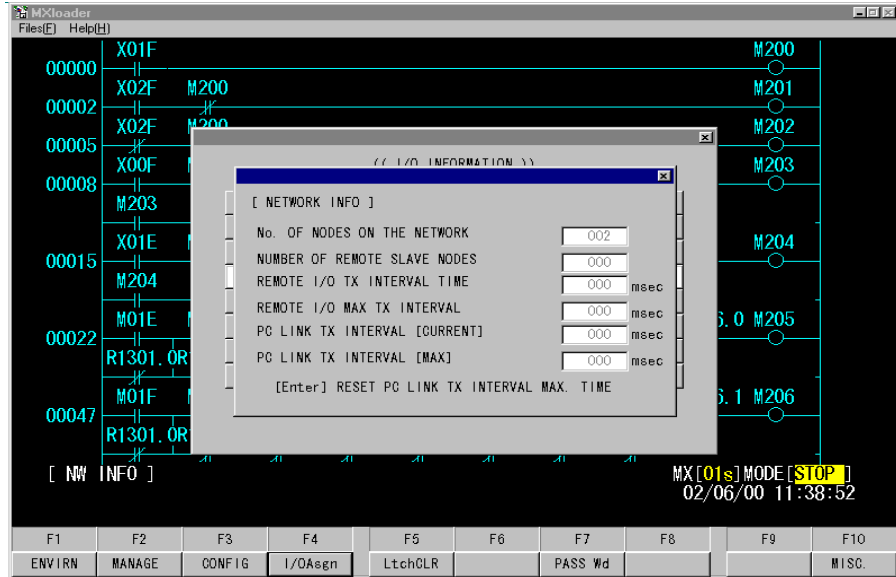 MXloader
Files(F) Help(H)
X01F M200
00000
X02F M200 M201
00002
X02F M200 M202
00005
(( I/O INFORMATION ))
X00F M203
00008
M203
[ NETWORK INFO ]
No. OF NODES ON THE NETWORK 002
X01E M204
NUMBER OF REMOTE SLAVE NODES 000
00015
REMOTE I/O TX INTERVAL TIME 000 msec
M204
REMOTE I/O MAX TX INTERVAL 000 msec
M01E 6.0 M205
PC LINK TX INTERVAL [CURRENT] 000 msec
00022
PC LINK TX INTERVAL [MAX] 000 msec
R1301.0R
[Enter] RESET PC LINK TX INTERVAL MAX. TIME
M01F 6.1 M206
00047
R1301.0R
[ NW INFO ] MX[01s]MODE[STOP ]
02/06/00 11:38:52
F1 F2 F3 F4 F5 F6 F7 F8 F9 F10
ENVIRN MANAGE CONFIG I/OAsgn LtchCLR PASS Wd MISC.